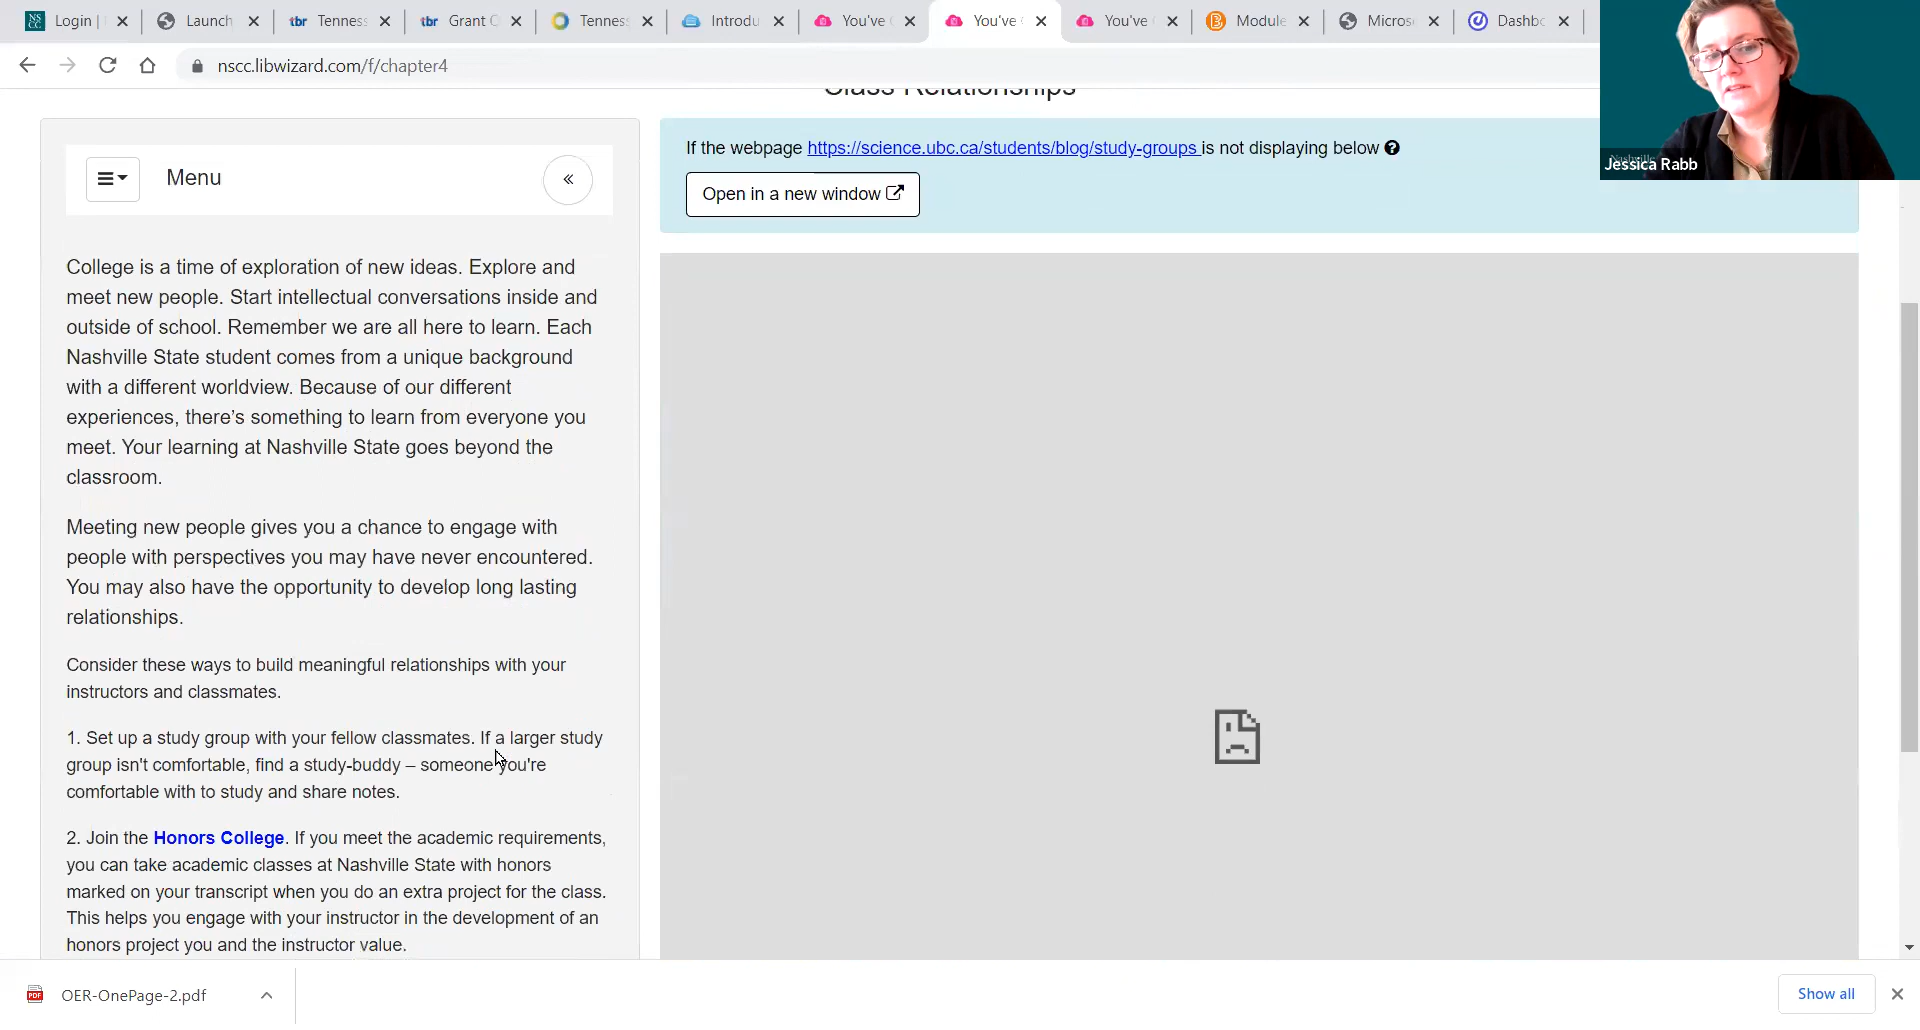 Login |
Launch
tbr Tenness
tbr Grant O
Tennes
Introdu
You've
You've
You've
Module
Micros
Dashbo
nscc.libwizard.com/f/chapter4
Class Relationships
Menu
College is a time of exploration of new ideas. Explore and
meet new people. Start intellectual conversations inside and
outside of school. Remember we are all here to learn. Each
Nashville State student comes from a unique background
with a different worldview. Because of our different
experiences, there’s something to learn from everyone you
meet. Your learning at Nashville State goes beyond the
classroom.
Meeting new people gives you a chance to engage with
people with perspectives you may have never encountered.
You may also have the opportunity to develop long lasting
relationships.
Consider these ways to build meaningful relationships with your
instructors and classmates.
1. Set up a study group with your fellow classmates. If a larger study
group isn't comfortable, find a study-buddy – someone you're
comfortable with to study and share notes.
2. Join the Honors College. If you meet the academic requirements,
you can take academic classes at Nashville State with honors
marked on your transcript when you do an extra project for the class.
This helps you engage with your instructor in the development of an
honors project you and the instructor value.
If the webpage https://science.ubc.ca/students/blog/study-groups is not displaying below
Open in a new window
Jessica Rabb
OER-OnePage-2.pdf
Show all